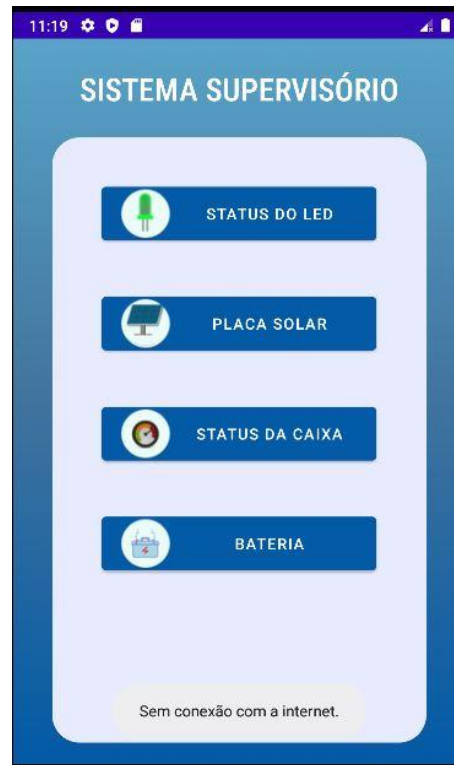 11:19
SISTEMA SUPERVISÓRIO
STATUS DO LED
PLACA SOLAR
STATUS DA CAIXA
BATERIA
Sem conexão com a internet.